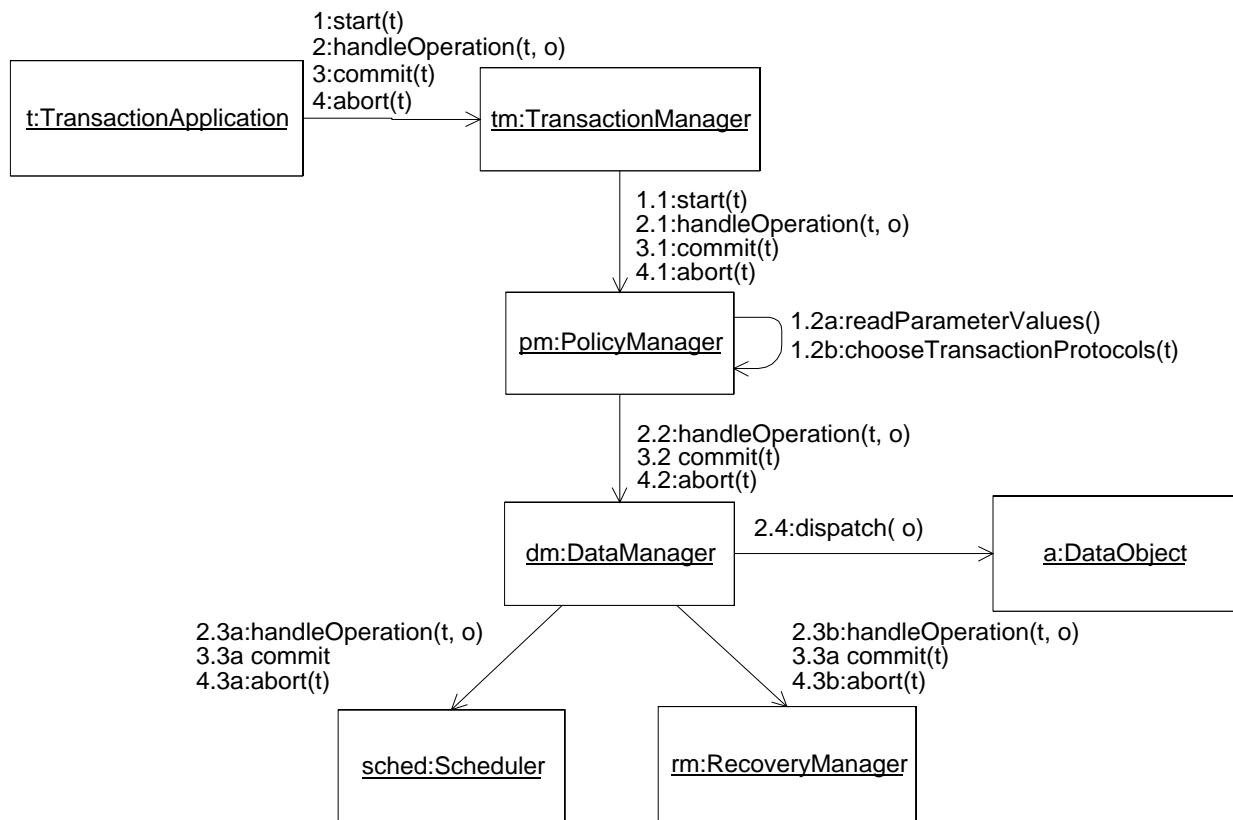 1:start(t)
2:handleOperation(t, o)
3:commit(t)
4:abort(t)
t:TransactionApplication
tm:TransactionManager
1.1:start(t)
2.1:handleOperation(t, o)
3.1:commit(t)
4.1:abort(t)
pm:PolicyManager
1.2a:readParameterValues()
1.2b:chooseTransactionProtocols(t)
2.2:handleOperation(t, o)
3.2 commit(t)
4.2:abort(t)
dm:DataManager
2.4:dispatch( o)
a:DataObject
2.3a:handleOperation(t, o)
3.3a commit
4.3a:abort(t)
2.3b:handleOperation(t, o)
3.3a commit(t)
4.3b:abort(t)
sched:Scheduler
rm:RecoveryManager